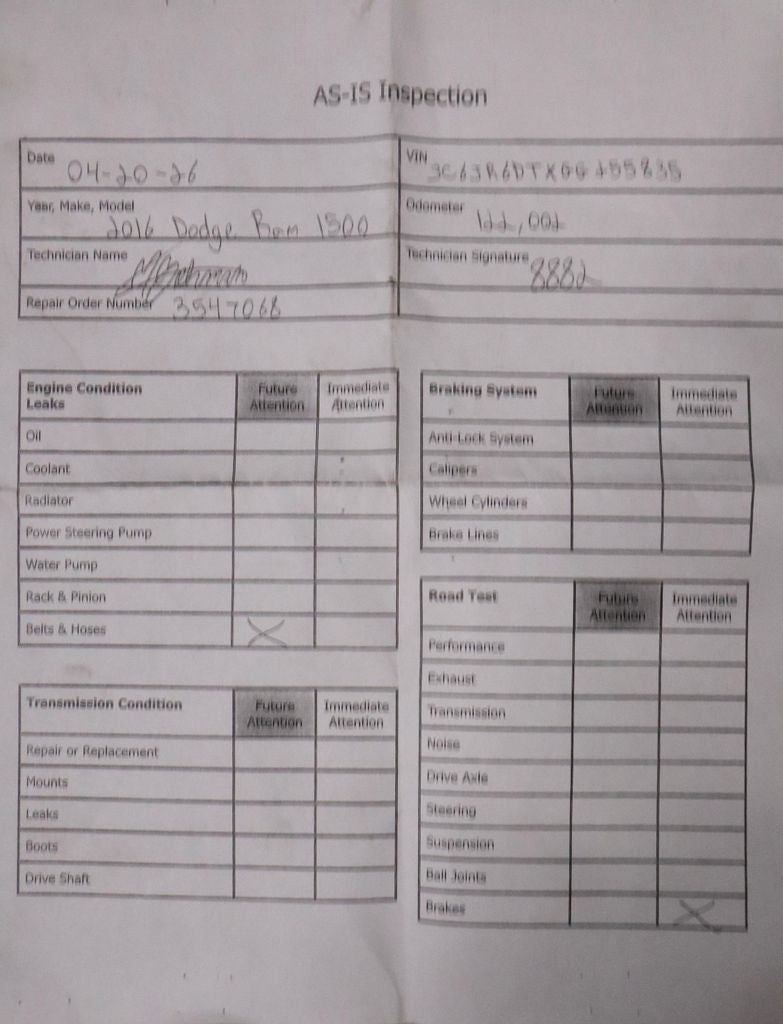 AS-IS Inspection
Date 04-20-26
VIN
Year, Make, Model 2016 Dodge Ram 1500
Odometer 122,002
Technician Name
Technician Signature 8882
Repair Order Number 3547068
Engine Condition Leaks Future Attention Immediate Attention
Oil
Coolant
Radiator
Power Steering Pump
Water Pump
Rack & Pinion
Belts & Hoses X
Transmission Condition Future Attention Immediate Attention
Repair or Replacement
Mounts
Leaks
Boots
Drive Shaft
Braking System Future Attention Immediate Attention
Anti-Lock System
Calipers
Wheel Cylinders
Brake Lines
Road Test Future Attention Immediate Attention
Performance
Exhaust
Transmission
Noise
Drive Axle
Steering
Suspension
Ball Joints
Brakes X